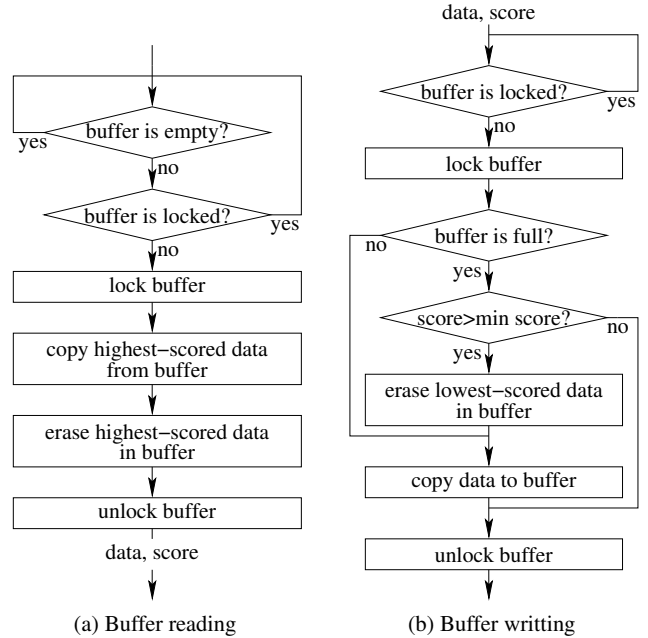 buffer is empty?
yes
no
buffer is locked?
yes
no
lock buffer
copy highest−scored data
from buffer
erase highest−scored data
in buffer
unlock buffer
data, score
(a) Buffer reading
data, score
buffer is locked?
yes
no
lock buffer
buffer is full?
no
yes
score>min score?
no
yes
erase lowest−scored data
in buffer
copy data to buffer
unlock buffer
(b) Buffer writting